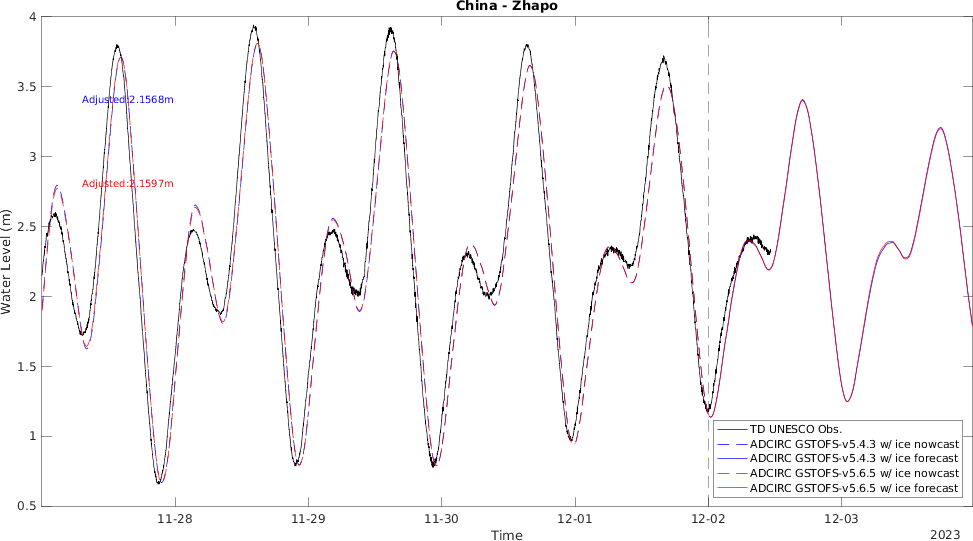 China - Zhapo
4
3.5
3
2.5
2
1.5
1
0.5
Water Level (m)
Adjusted:2.1568m
Adjusted:2.1597m
TD UNESCO Obs.
ADCIRC GSTOFS-v5.4.3 w/ ice nowcast
ADCIRC GSTOFS-v5.4.3 w/ ice forecast
ADCIRC GSTOFS-v5.6.5 w/ ice nowcast
ADCIRC GSTOFS-v5.6.5 w/ ice forecast
11-28 11-29 11-30 12-01 12-02 12-03
Time
2023